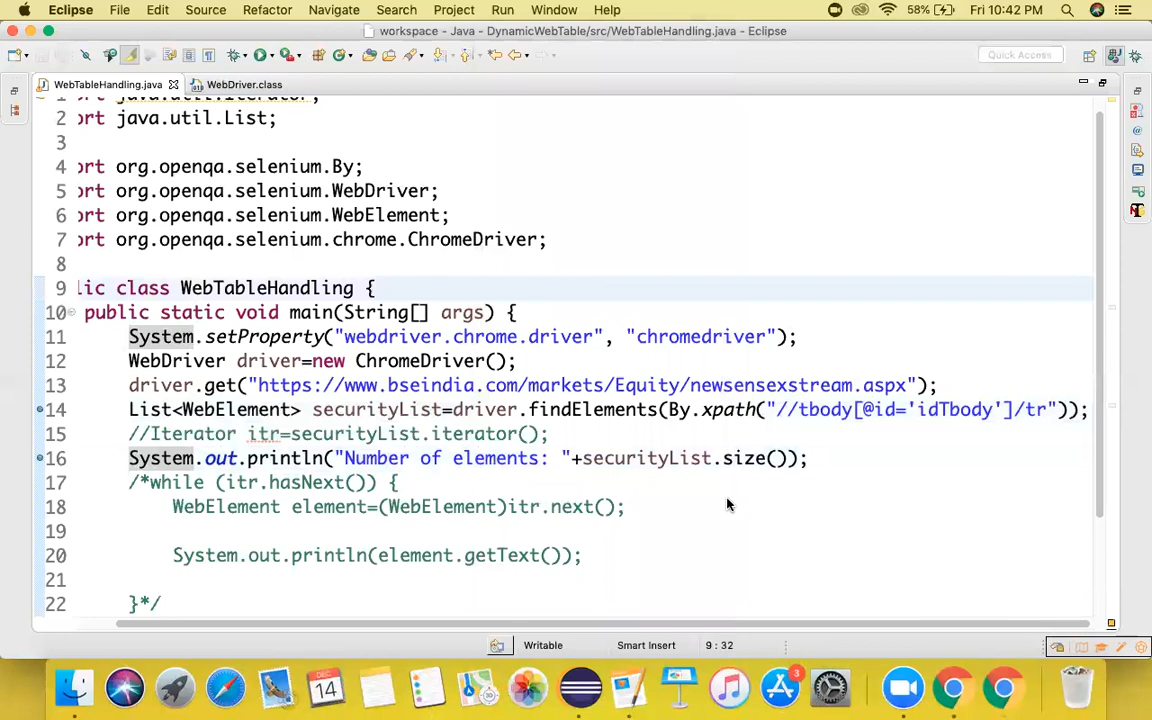 Eclipse File Edit Source Refactor Navigate Search Project Run Window Help 58% Fri 10:42 PM
workspace - Java - DynamicWebTable/src/WebTableHandling.java - Eclipse
Quick Access
WebTableHandling.java WebDriver.class
1 ort java.util.Iterator;
2 ort java.util.List;
3
4 ort org.openqa.selenium.By;
5 ort org.openqa.selenium.WebDriver;
6 ort org.openqa.selenium.WebElement;
7 ort org.openqa.selenium.chrome.ChromeDriver;
8
9 lic class WebTableHandling {
10 public static void main(String[] args) {
11 System.setProperty("webdriver.chrome.driver", "chromedriver");
12 WebDriver driver=new ChromeDriver();
13 driver.get("https://www.bseindia.com/markets/Equity/newsensexstream.aspx");
14 List<WebElement> securityList=driver.findElements(By.xpath("//tbody[@id='idTbody']/tr"));
15 //Iterator itr=securityList.iterator();
16 System.out.println("Number of elements: "+securityList.size());
17 /*while (itr.hasNext()) {
18 WebElement element=(WebElement)itr.next();
19
20 System.out.println(element.getText());
21
22 }*/
Writable Smart Insert 9 : 32
DEC
14
3